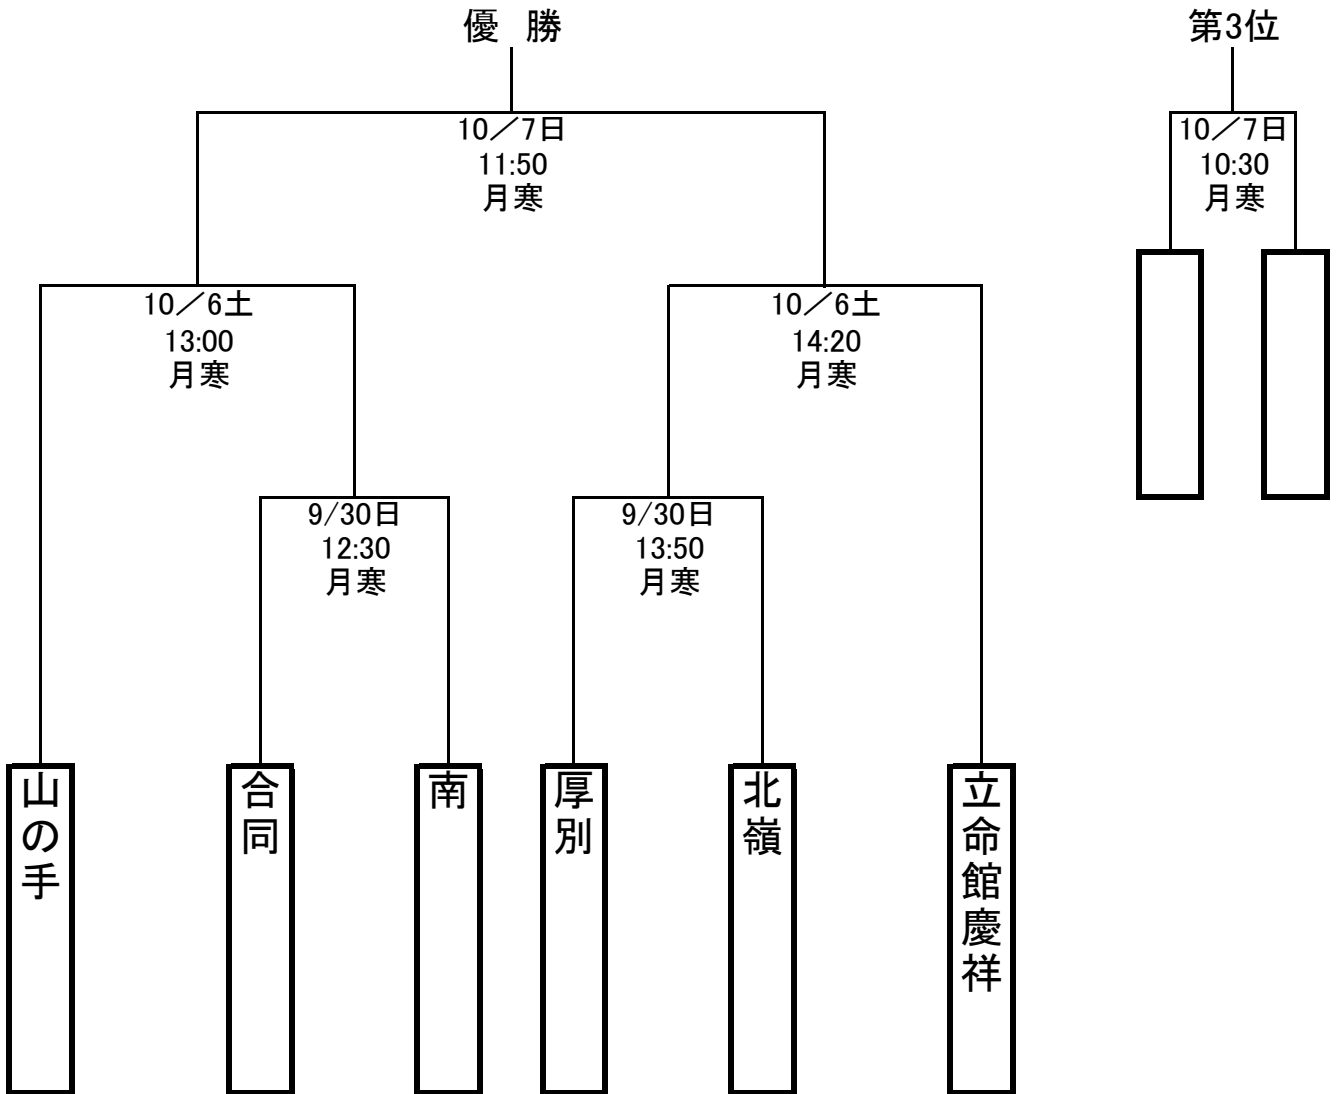 優　勝
第3位
10／7日
11:50
月寒
10／7日
10:30
月寒
10／6土
13:00
月寒
10／6土
14:20
月寒
9/30日
12:30
月寒
9/30日
13:50
月寒
山の手
合同
南
厚別
北嶺
立命館慶祥